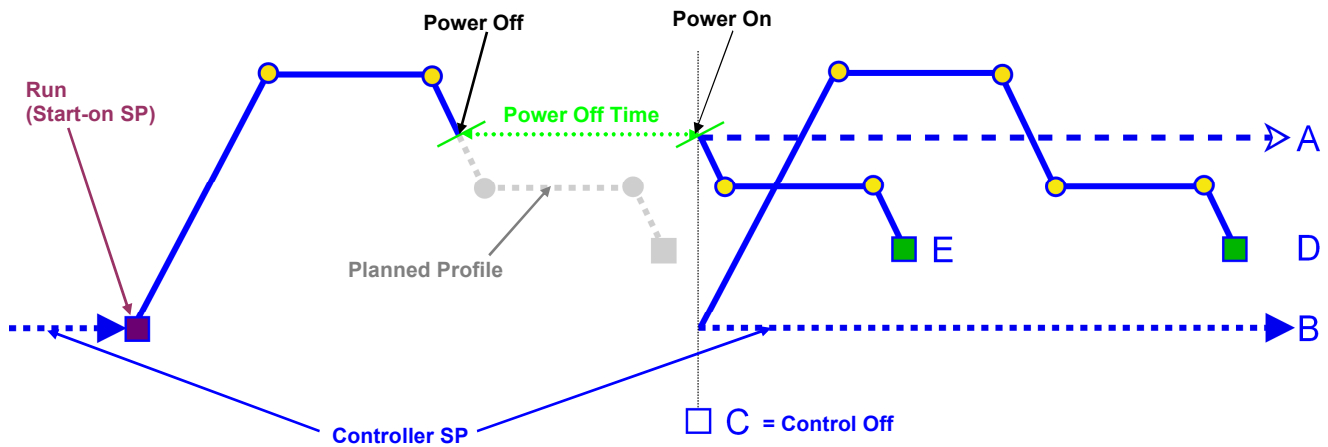 Power Off
Power On
Run
(Start-on SP)
Power Off Time
A
Planned Profile
E
D
B
C = Control Off
Controller SP